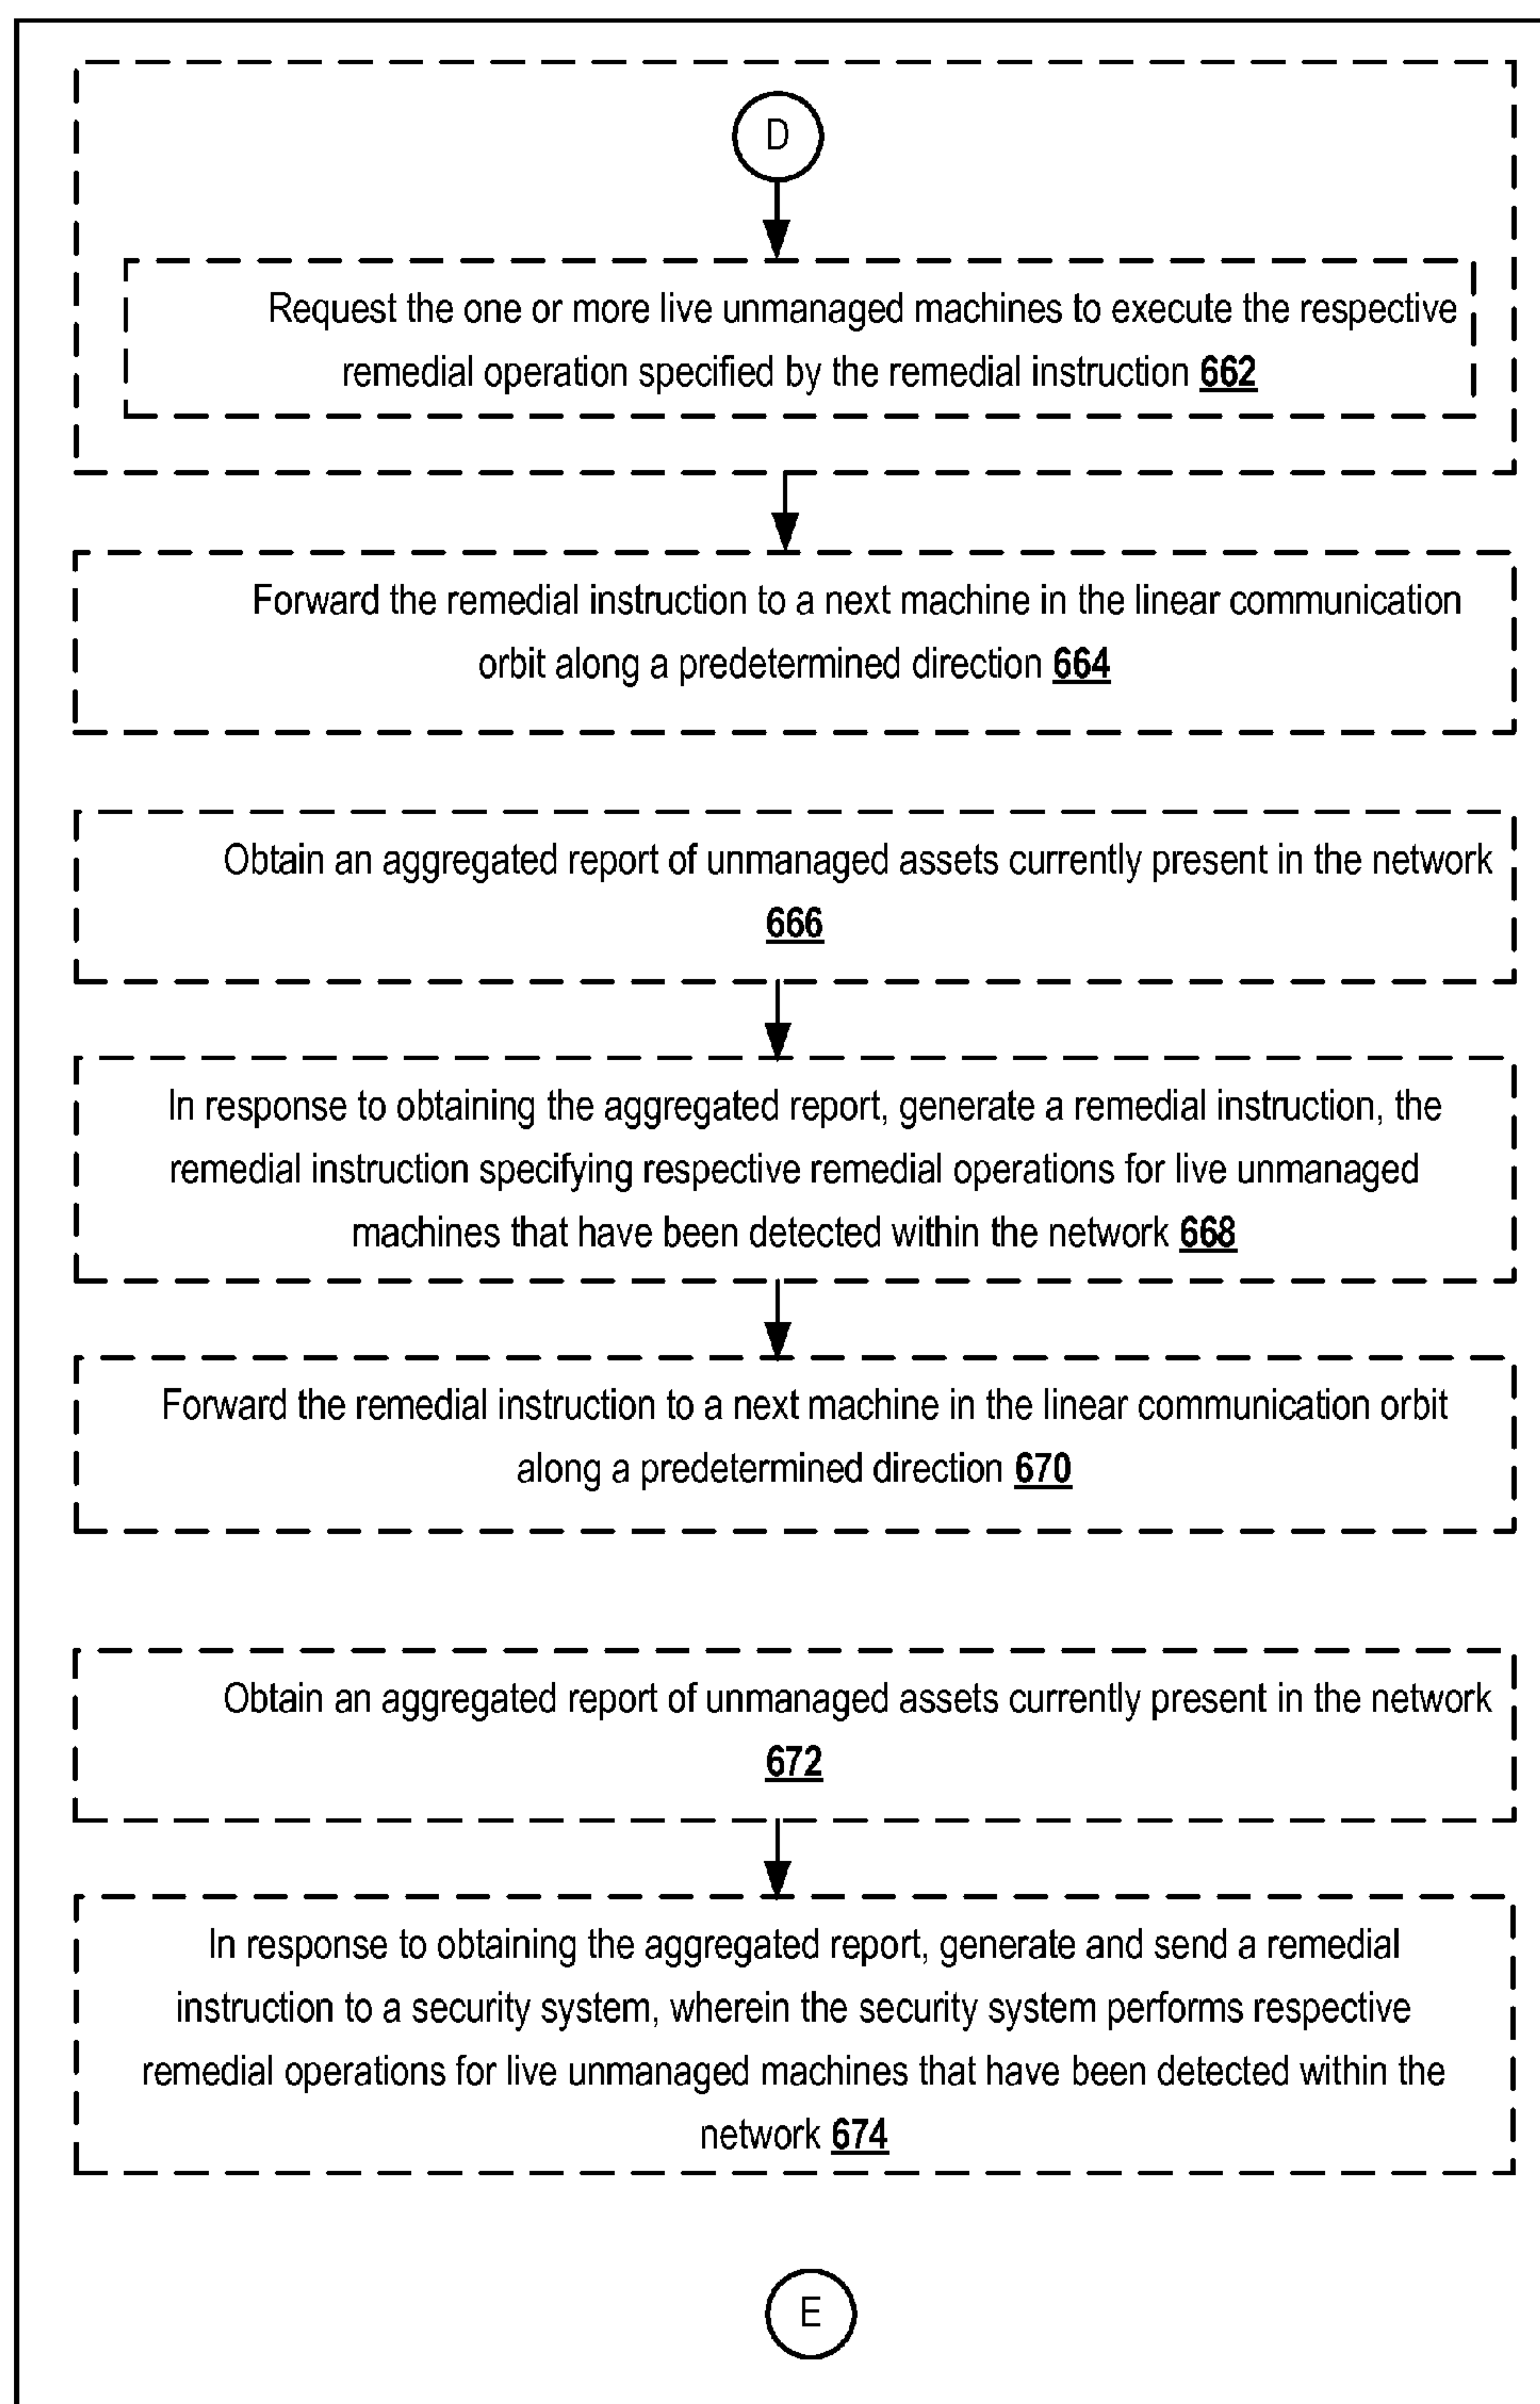 D
Request the one or more live unmanaged machines to execute the respective
remedial operation specified by the remedial instruction 662
Forward the remedial instruction to a next machine in the linear communication
orbit along a predetermined direction 664
Obtain an aggregated report of unmanaged assets currently present in the network
666
In response to obtaining the aggregated report, generate a remedial instruction, the
remedial instruction specifying respective remedial operations for live unmanaged
machines that have been detected within the network 668
Forward the remedial instruction to a next machine in the linear communication orbit
along a predetermined direction 670
Obtain an aggregated report of unmanaged assets currently present in the network
672
In response to obtaining the aggregated report, generate and send a remedial
instruction to a security system, wherein the security system performs respective
remedial operations for live unmanaged machines that have been detected within the
network 674
E